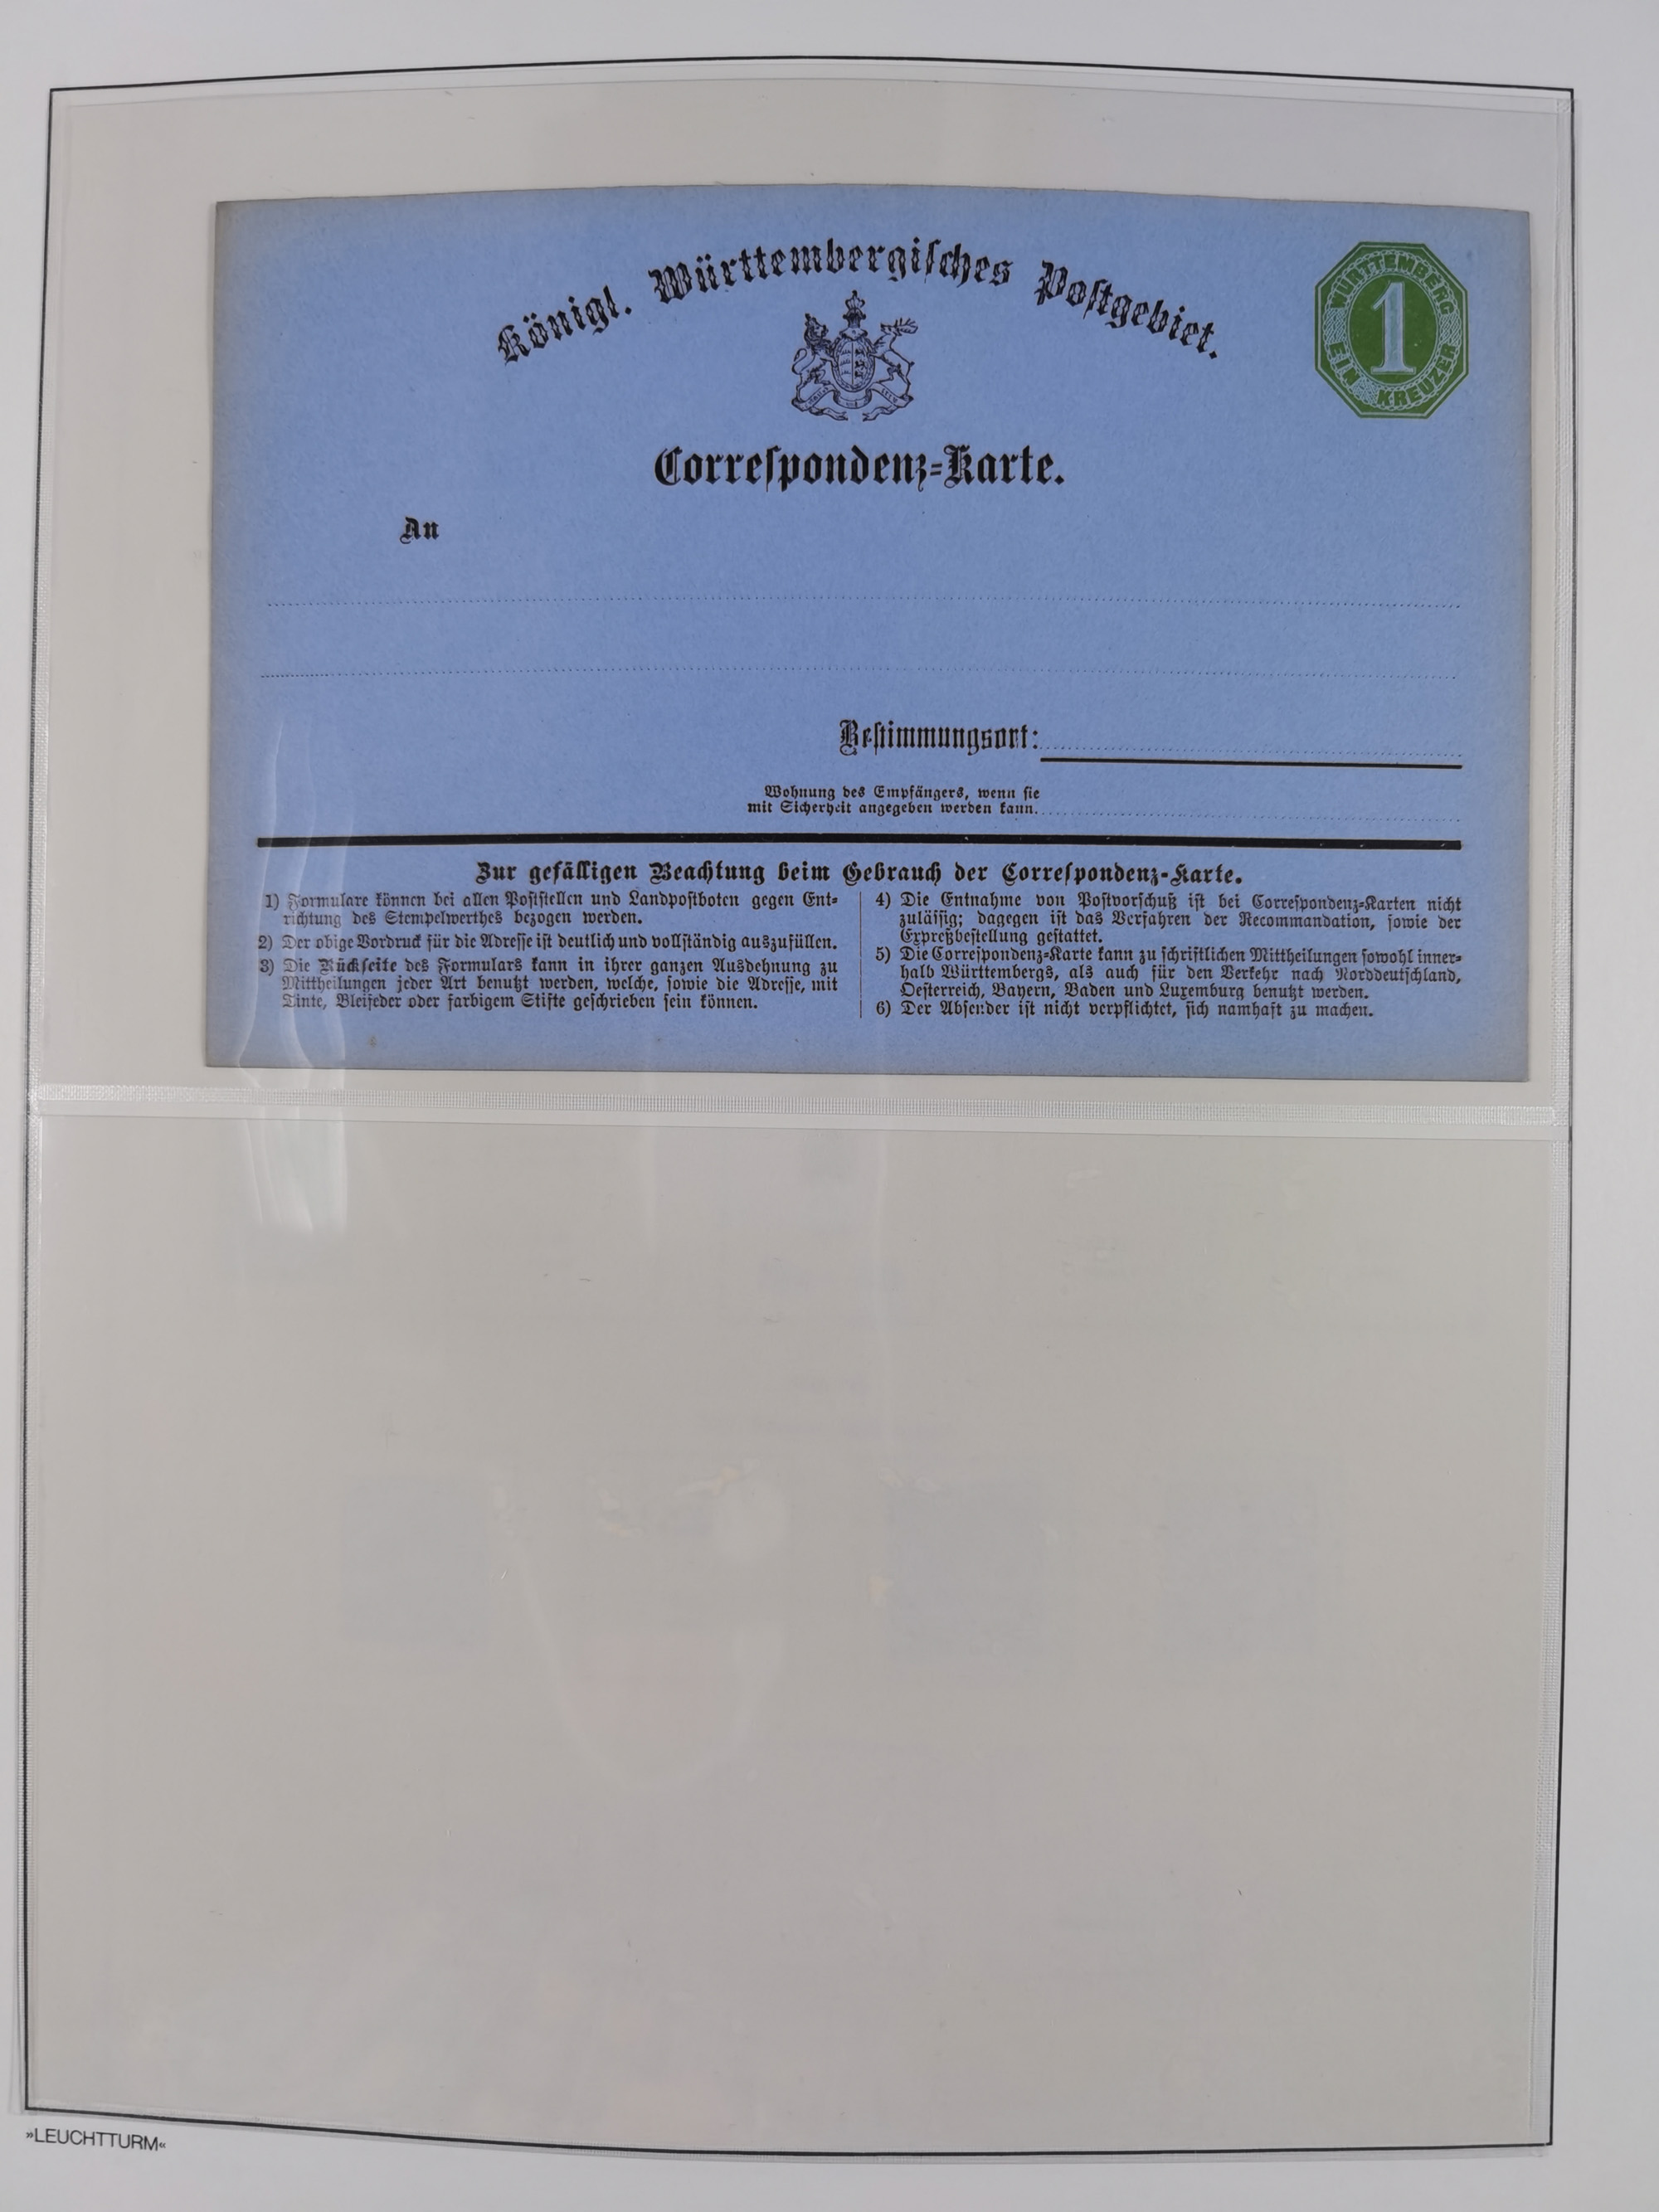 Königl. Württembergisches Postgebiet.
WÜRTTEMBERG
1
EIN KREUZER
Correspondenz-Karte.
An
Bestimmungsort:
Wohnung des Empfängers, wenn sie
mit Sicherheit angegeben werden kann.
Zur gefälligen Beachtung beim Gebrauch der Correspondenz-Karte.
1) Formulare können bei allen Poststellen und Landpostboten gegen Ent-
richtung des Stempelwerthes bezogen werden.
2) Der obige Vordruck für die Adresse ist deutlich und vollständig auszufüllen.
3) Die Rückseite des Formulars kann in ihrer ganzen Ausdehnung zu
Mittheilungen jeder Art benutzt werden, welche, sowie die Adresse, mit
Tinte, Bleifeder oder farbigem Stifte geschrieben sein können.
4) Die Entnahme von Postvorschuß ist bei Correspondenz-Karten nicht
zulässig; dagegen ist das Verfahren der Recommandation, sowie der
Expreßbestellung gestattet.
5) Die Correspondenz-Karte kann zu schriftlichen Mittheilungen sowohl inner-
halb Württembergs, als auch für den Verkehr nach Norddeutschland,
Oesterreich, Bayern, Baden und Luxemburg benutzt werden.
6) Der Absender ist nicht verpflichtet, sich namhaft zu machen.
»LEUCHTTURM«